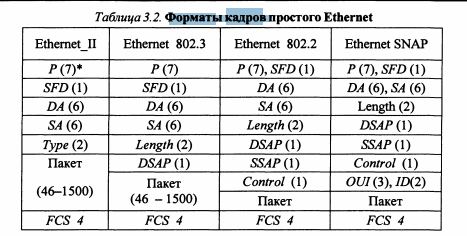 Таблица 3.2. Форматы кадров простого Ethernet
Ethernet_II Ethernet 802.3 Ethernet 802.2 Ethernet SNAP
P (7)* P (7) P (7), SFD (1) P (7), SFD (1)
SFD (1) SFD (1) DA (6) DA (6), SA (6)
DA (6) DA (6) SA (6) Length (2)
SA (6) SA (6) Length (2) DSAP (1)
Type (2) Length (2) DSAP (1) SSAP (1)
Пакет DSAP (1) SSAP (1) Control (1)
(46–1500) Пакет Control (1) OUI (3), ID(2)
(46 – 1500) Пакет Пакет
FCS 4 FCS 4 FCS 4 FCS 4